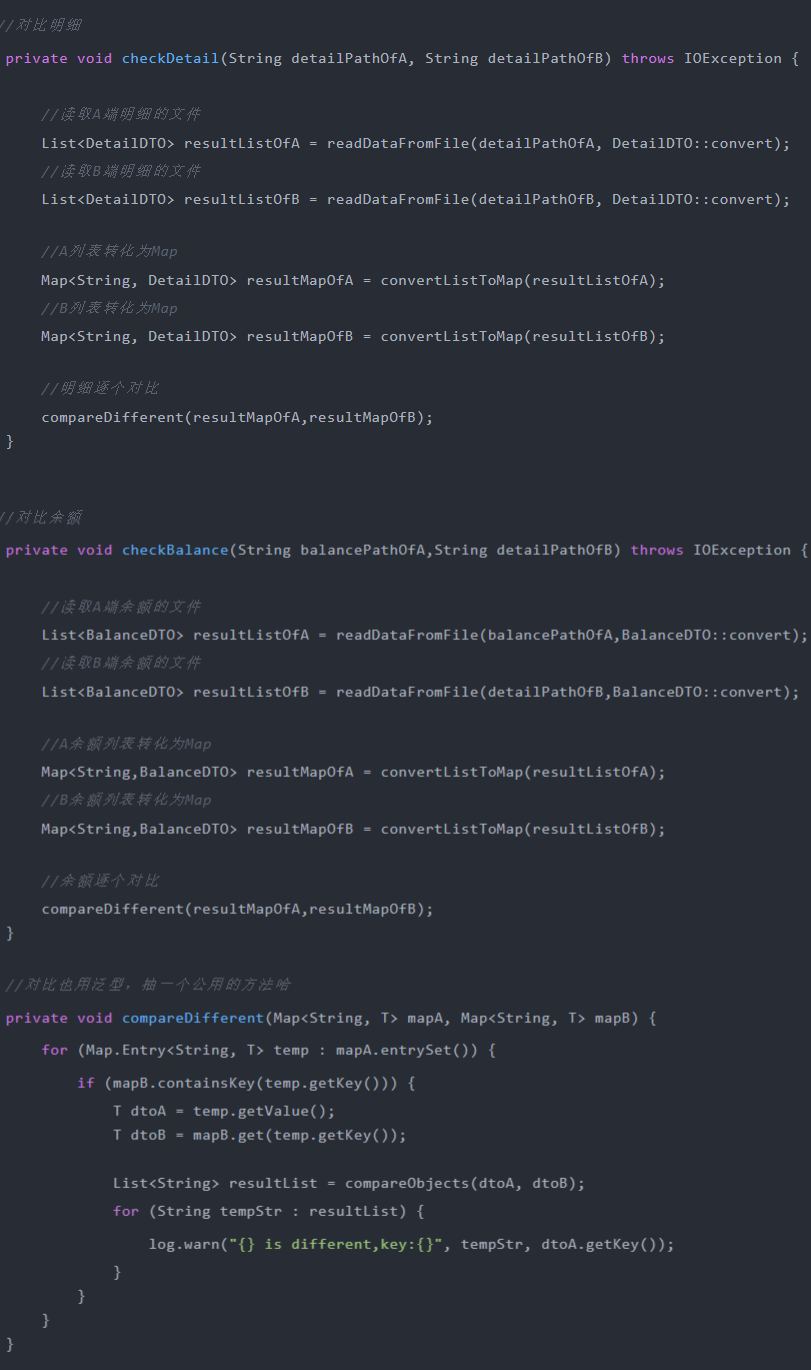 //对比明细
private void checkDetail(String detailPathOfA, String detailPathOfB) throws IOException {
//读取A端明细的文件
List<DetailDTO> resultListOfA = readDataFromFile(detailPathOfA, DetailDTO::convert);
//读取B端明细的文件
List<DetailDTO> resultListOfB = readDataFromFile(detailPathOfB, DetailDTO::convert);
//A列表转化为Map
Map<String, DetailDTO> resultMapOfA = convertListToMap(resultListOfA);
//B列表转化为Map
Map<String, DetailDTO> resultMapOfB = convertListToMap(resultListOfB);
//明细逐个对比
compareDifferent(resultMapOfA,resultMapOfB);
}
//对比余额
private void checkBalance(String balancePathOfA,String detailPathOfB) throws IOException {
//读取A端余额的文件
List<BalanceDTO> resultListOfA = readDataFromFile(balancePathOfA,BalanceDTO::convert);
//读取B端余额的文件
List<BalanceDTO> resultListOfB = readDataFromFile(detailPathOfB,BalanceDTO::convert);
//A余额列表转化为Map
Map<String,BalanceDTO> resultMapOfA = convertListToMap(resultListOfA);
//B余额列表转化为Map
Map<String,BalanceDTO> resultMapOfB = convertListToMap(resultListOfB);
//余额逐个对比
compareDifferent(resultMapOfA,resultMapOfB);
}
//对比也用泛型，抽一个公用的方法哈
private void compareDifferent(Map<String, T> mapA, Map<String, T> mapB) {
for (Map.Entry<String, T> temp : mapA.entrySet()) {
if (mapB.containsKey(temp.getKey())) {
T dtoA = temp.getValue();
T dtoB = mapB.get(temp.getKey());
List<String> resultList = compareObjects(dtoA, dtoB);
for (String tempStr : resultList) {
log.warn("{} is different,key:{}", tempStr, dtoA.getKey());
}
}
}
}